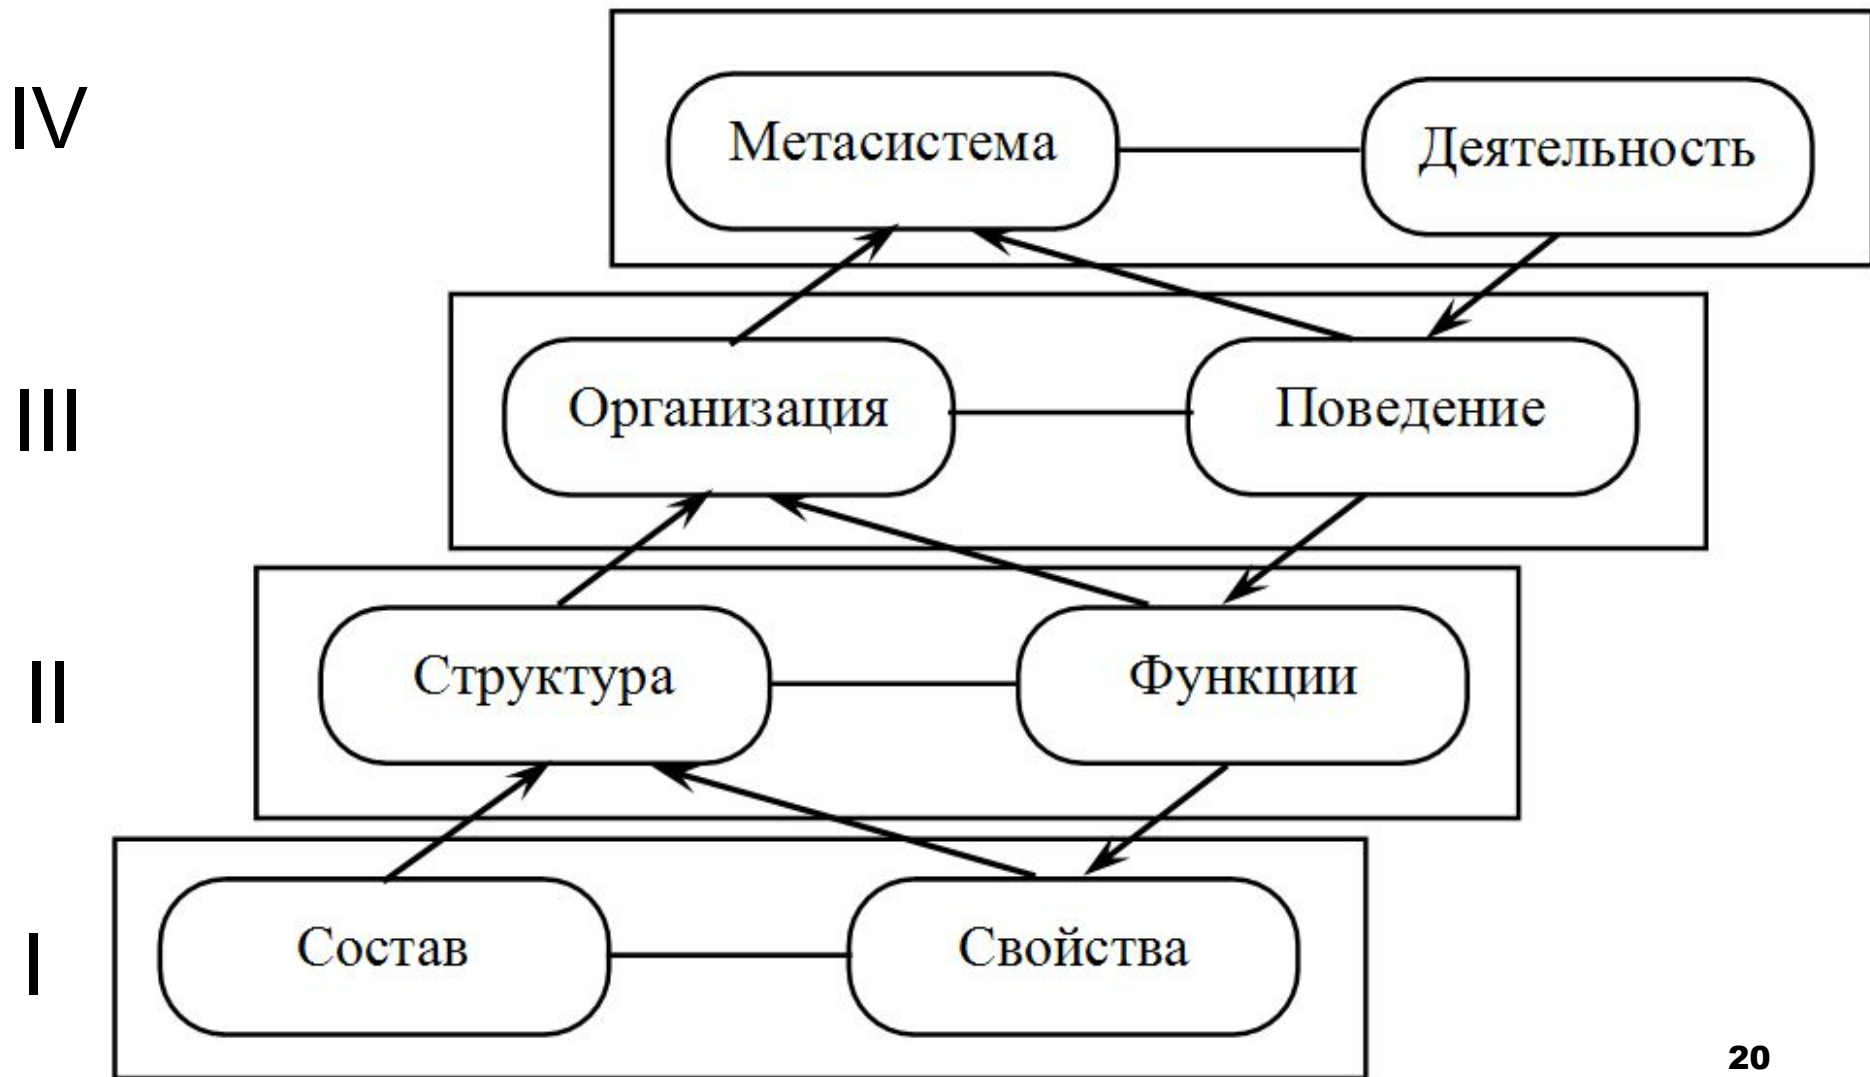 IV
Метасистема
Деятельность
III
Организация
Поведение
II
Структура
Функции
I
Состав
Свойства
20